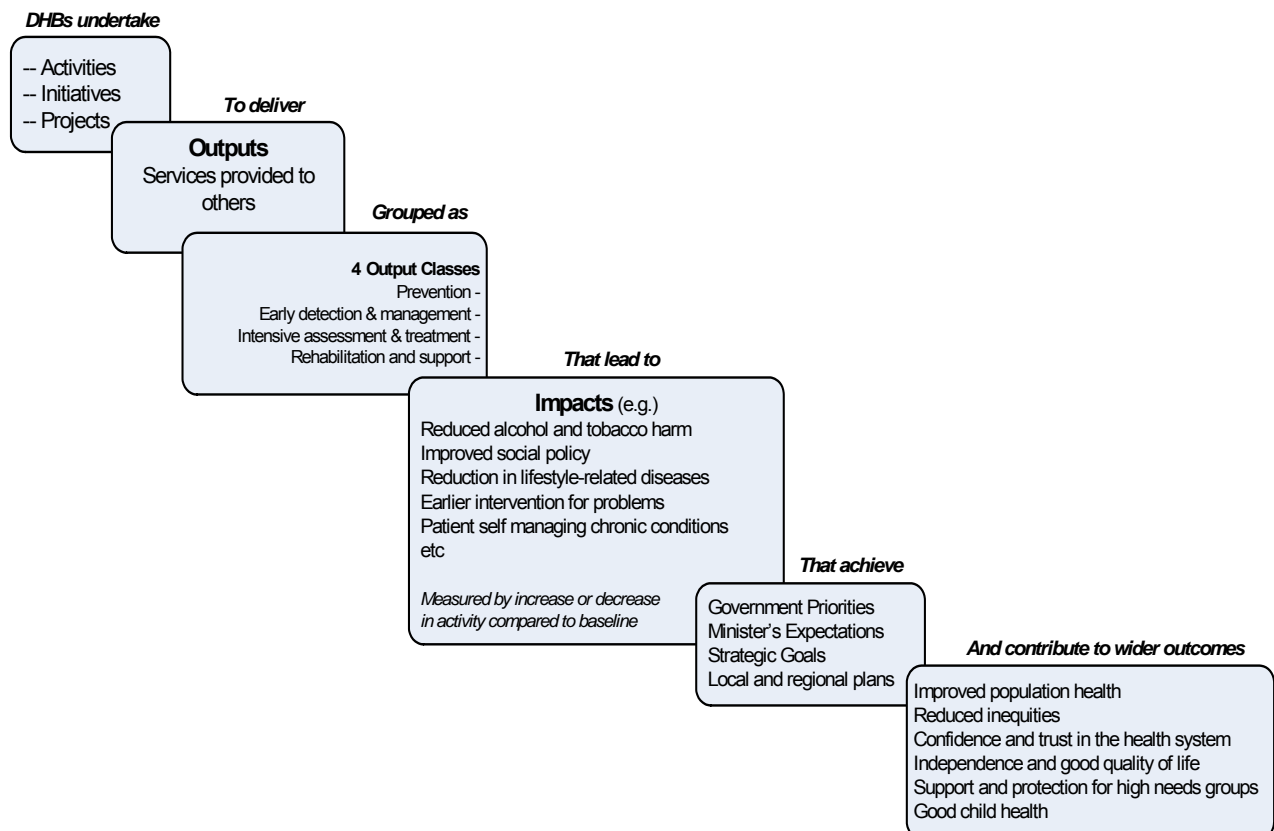 DHBs undertake
-- Activities
-- Initiatives
-- Projects
To deliver
Outputs
Services provided to
others
Grouped as
4 Output Classes
Prevention -
Early detection & management -
Intensive assessment & treatment -
Rehabilitation and support -
That lead to
Impacts (e.g.)
Reduced alcohol and tobacco harm
Improved social policy
Reduction in lifestyle-related diseases
Earlier intervention for problems
Patient self managing chronic conditions
etc
Measured by increase or decrease
in activity compared to baseline
That achieve
Government Priorities
Minister's Expectations
Strategic Goals
Local and regional plans
And contribute to wider outcomes
Improved population health
Reduced inequities
Confidence and trust in the health system
Independence and good quality of life
Support and protection for high needs groups
Good child health